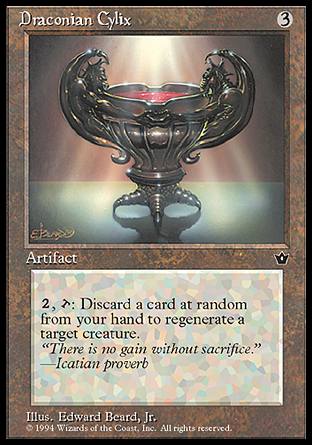 Draconian Cylix 3
E. BEARD
Artifact
2, T: Discard a card at random
from your hand to regenerate a
target creature.
“There is no gain without sacrifice.”
—Icatian proverb
Illus. Edward Beard, Jr.
© 1994 Wizards of the Coast, Inc. All rights reserved.